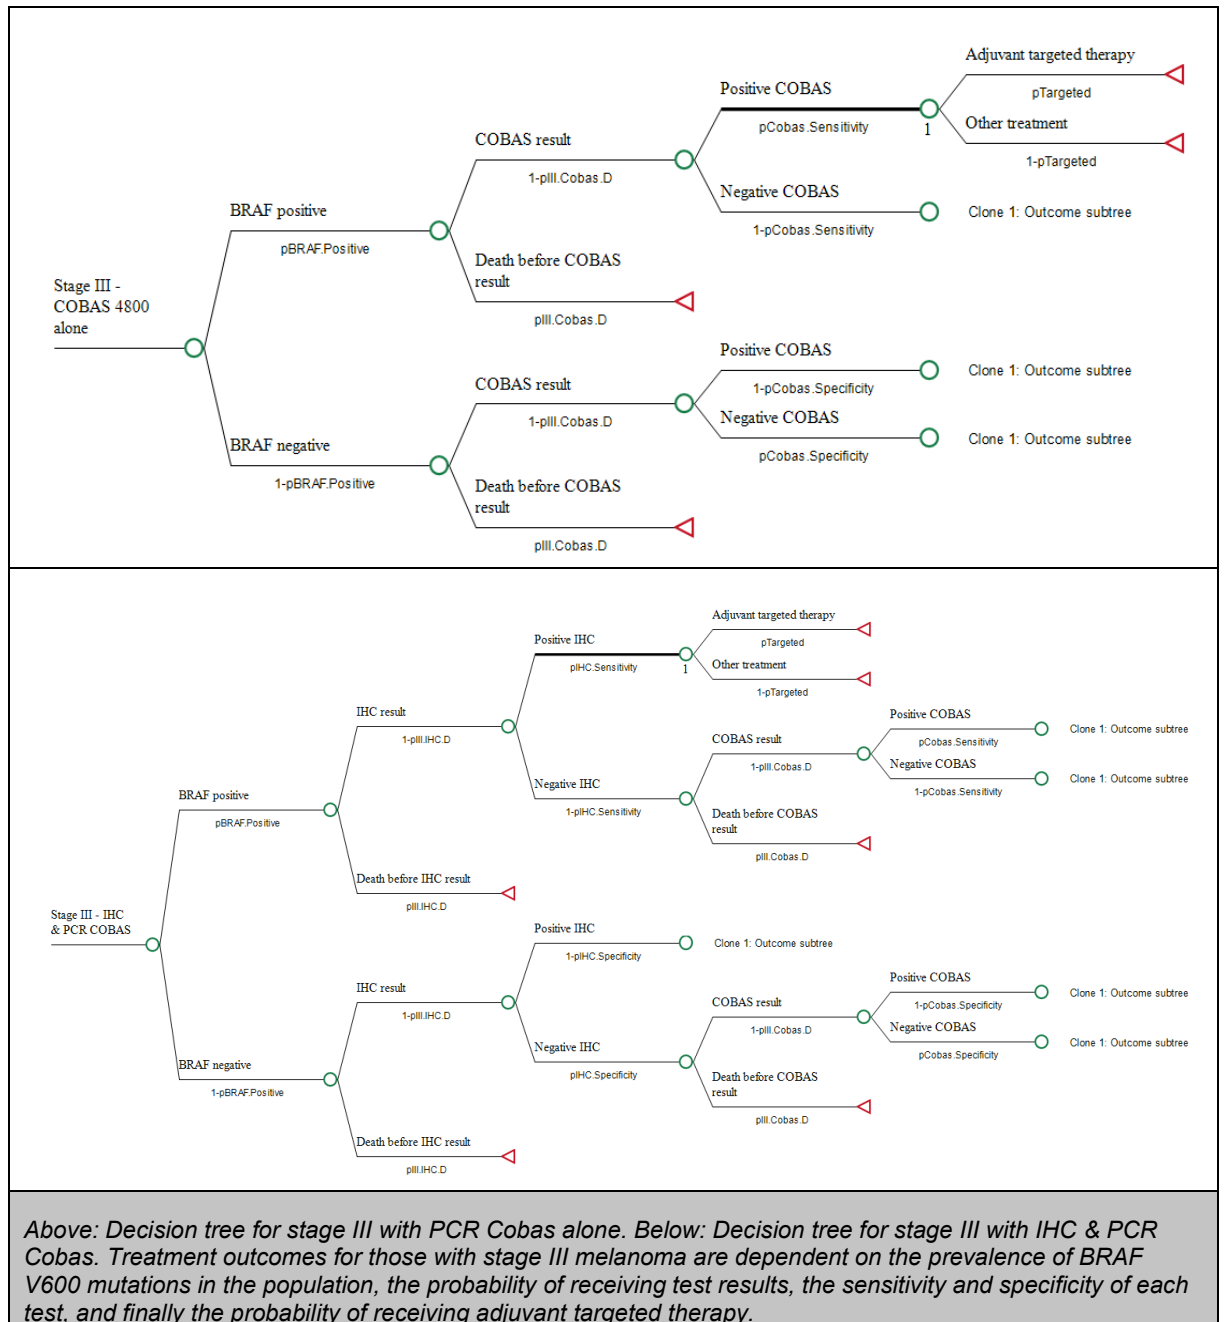 Adjuvant targeted therapy
pTargeted
Positive COBAS
pCobas.Sensitivity
1
Other treatment
1-pTargeted
COBAS result
1-pIII.Cobas.D
Negative COBAS
1-pCobas.Sensitivity
Clone 1: Outcome subtree
BRAF positive
pBRAF.Positive
Death before COBAS
result
pIII.Cobas.D
Stage III -
COBAS 4800
alone
Positive COBAS
1-pCobas.Specificity
Clone 1: Outcome subtree
COBAS result
1-pIII.Cobas.D
Negative COBAS
pCobas.Specificity
Clone 1: Outcome subtree
BRAF negative
1-pBRAF.Positive
Death before COBAS
result
pIII.Cobas.D
Adjuvant targeted therapy
pTargeted
Positive IHC
pIHC.Sensitivity
1
Other treatment
1-pTargeted
IHC result
1-pIII.IHC.D
Positive COBAS
pCobas.Sensitivity
Clone 1: Outcome subtree
COBAS result
1-pIII.Cobas.D
Negative COBAS
1-pCobas.Sensitivity
Clone 1: Outcome subtree
Negative IHC
1-pIHC.Sensitivity
BRAF positive
pBRAF.Positive
Death before COBAS
result
pIII.Cobas.D
Death before IHC result
pIII.IHC.D
Stage III - IHC
& PCR COBAS
Positive IHC
1-pIHC.Specificity
Clone 1: Outcome subtree
IHC result
1-pIII.IHC.D
Positive COBAS
1-pCobas.Specificity
Clone 1: Outcome subtree
COBAS result
1-pIII.Cobas.D
Negative COBAS
pCobas.Specificity
Clone 1: Outcome subtree
Negative IHC
pIHC.Specificity
BRAF negative
1-pBRAF.Positive
Death before COBAS
result
pIII.Cobas.D
Death before IHC result
pIII.IHC.D
Above: Decision tree for stage III with PCR Cobas alone. Below: Decision tree for stage III with IHC & PCR
Cobas. Treatment outcomes for those with stage III melanoma are dependent on the prevalence of BRAF
V600 mutations in the population, the probability of receiving test results, the sensitivity and specificity of each
test, and finally the probability of receiving adjuvant targeted therapy.